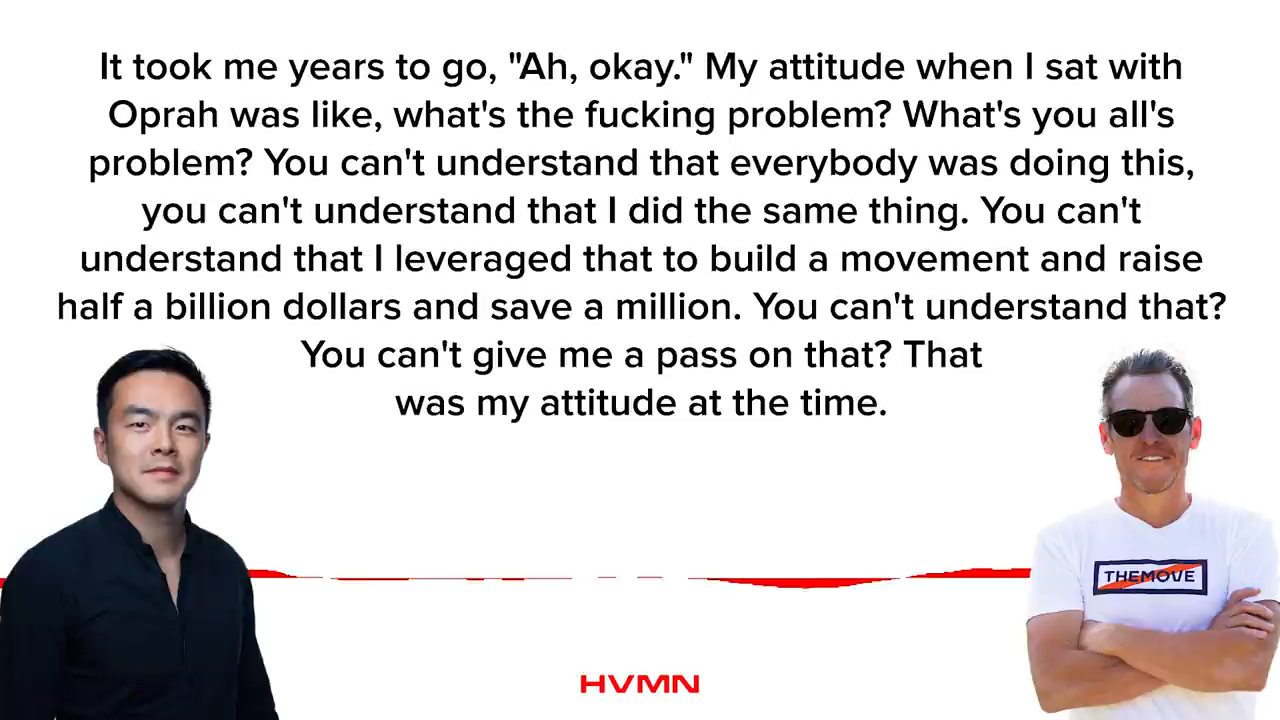 It took me years to go, "Ah, okay." My attitude when I sat with
Oprah was like, what's the fucking problem? What's you all's
problem? You can't understand that everybody was doing this,
you can't understand that I did the same thing. You can't
understand that I leveraged that to build a movement and raise
half a billion dollars and save a million. You can't understand that?
You can't give me a pass on that? That
was my attitude at the time.
THEMOVE
HVMN